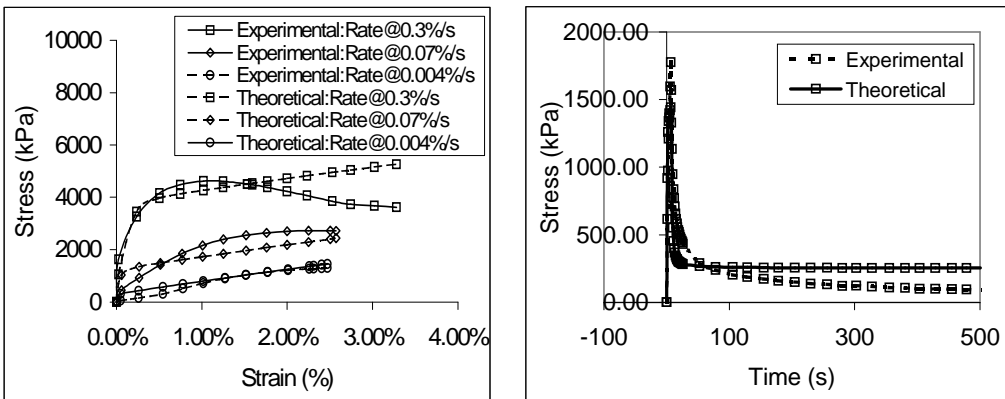 10000
8000
6000
4000
2000
0
Stress (kPa)
Experimental:Rate@0.3%/s
Experimental:Rate@0.07%/s
Experimental:Rate@0.004%/s
Theoretical:Rate@0.3%/s
Theoretical:Rate@0.07%/s
Theoretical:Rate@0.004%/s
0.00% 1.00% 2.00% 3.00% 4.00%
Strain (%)
2000.00
1500.00
1000.00
500.00
0.00
Stress (kPa)
Experimental
Theoretical
-100 0 100 200 300 400 500
Time (s)